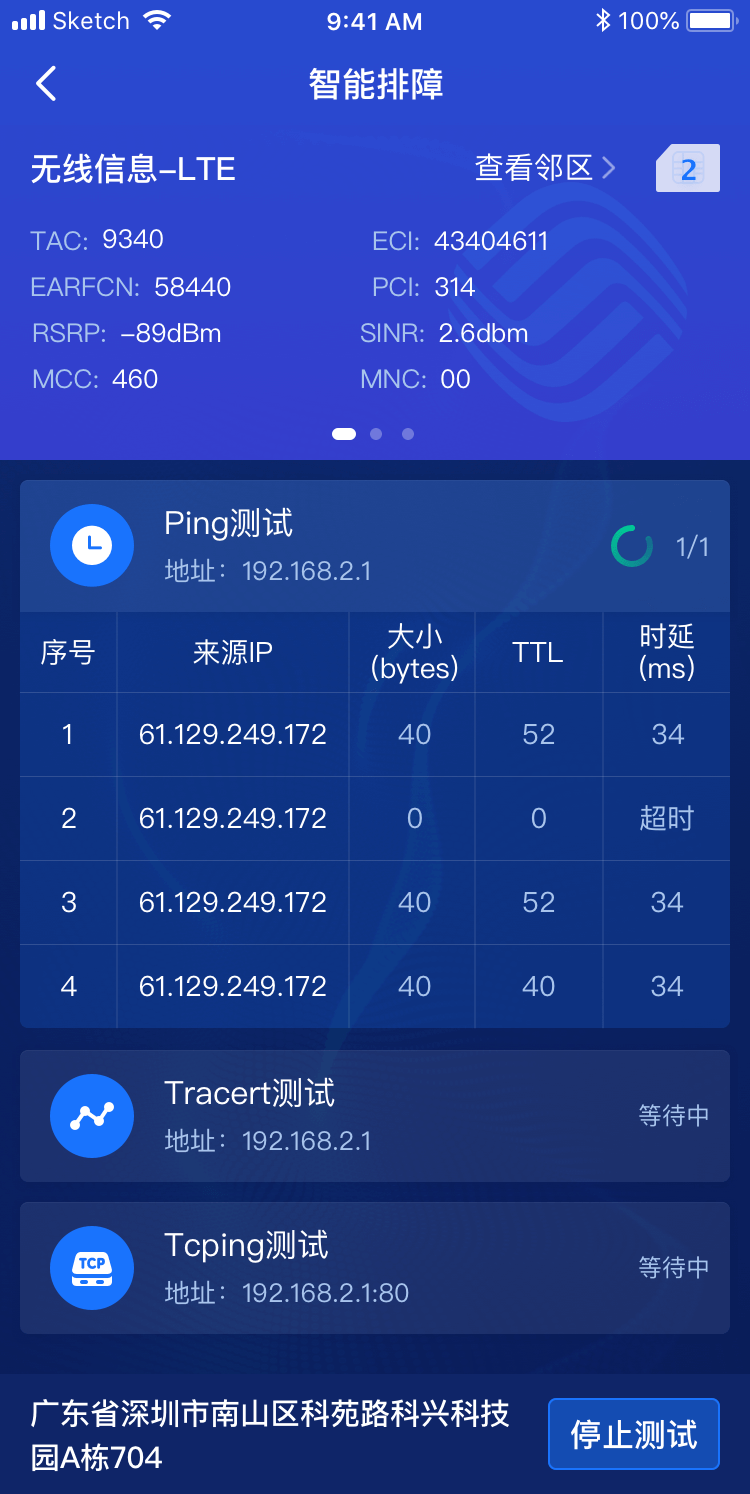 Sketch 9:41 AM 100%
智能排障
无线信息–LTE 查看邻区 2
TAC: 9340 ECI: 43404611
EARFCN: 58440 PCI: 314
RSRP: –89dBm SINR: 2.6dbm
MCC: 460 MNC: 00
Ping测试
地址：192.168.2.1 1/1
序号 来源IP 大小(bytes) TTL 时延(ms)
1 61.129.249.172 40 52 34
2 61.129.249.172 0 0 超时
3 61.129.249.172 40 52 34
4 61.129.249.172 40 40 34
Tracert测试
地址：192.168.2.1 等待中
TCP
Tcping测试
地址：192.168.2.1:80 等待中
广东省深圳市南山区科苑路科兴科技
园A栋704
停止测试